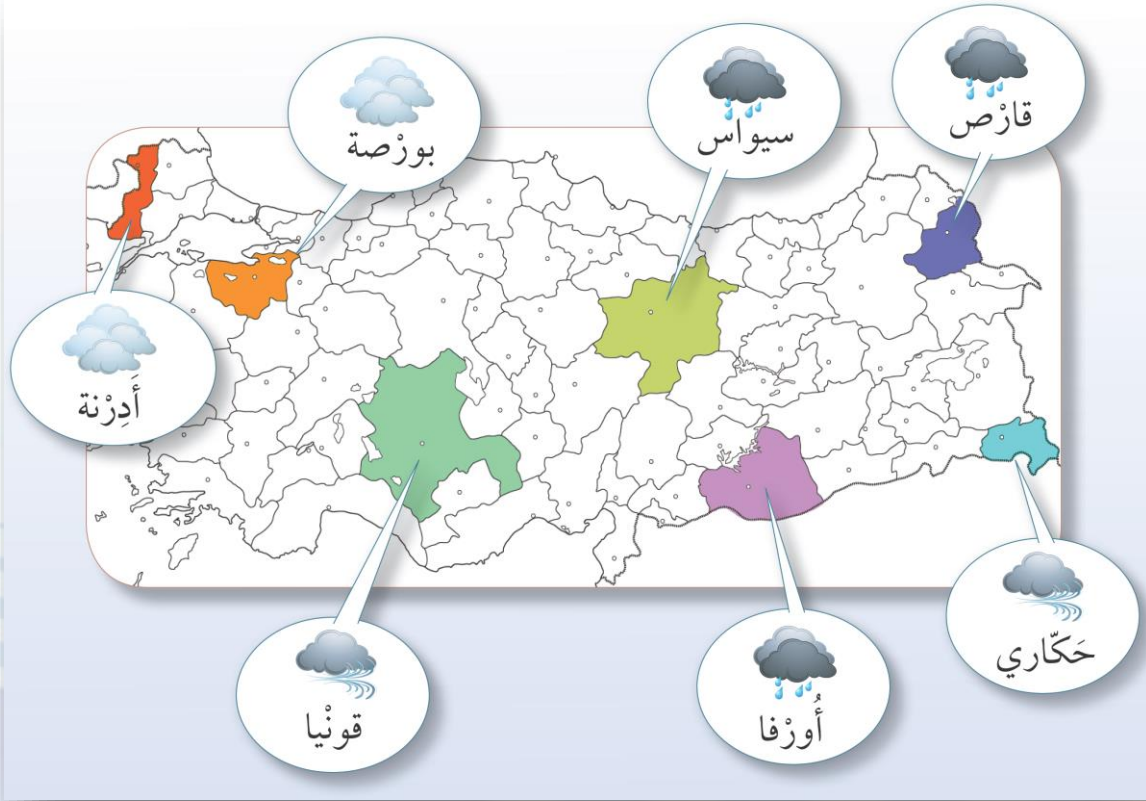 قارْص
سيواس
بورْصة
أَدِرْنة
حَكّاري
أُورْفا
قونْيا